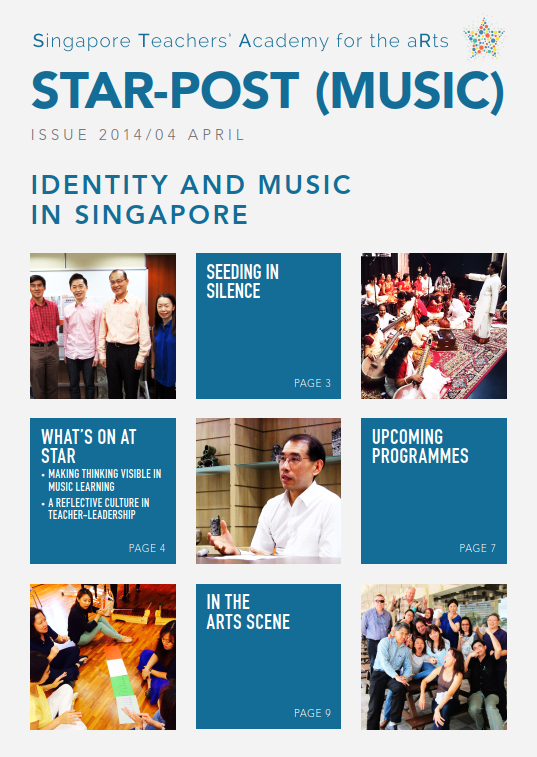 Singapore Teachers' Academy for the aRts
STAR-POST (MUSIC)
ISSUE 2014/04 APRIL
IDENTITY AND MUSIC
IN SINGAPORE
SEEDING IN
SILENCE
PAGE 3
WHAT'S ON AT
STAR
• MAKING THINKING VISIBLE IN
MUSIC LEARNING
• A REFLECTIVE CULTURE IN
TEACHER-LEADERSHIP
PAGE 4
UPCOMING
PROGRAMMES
PAGE 7
IN THE
ARTS SCENE
PAGE 9